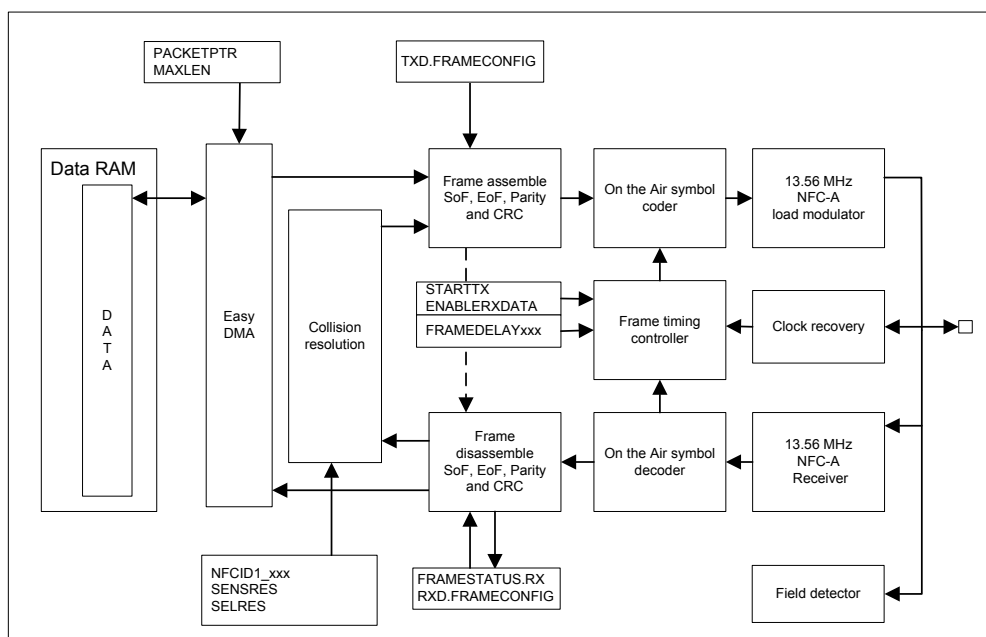 PACKETPTR
MAXLEN
TXD.FRAMECONFIG
Data RAM
D
A
T
A
Easy
DMA
Collision
resolution
Frame assemble
SoF, EoF, Parity
and CRC
On the Air symbol
coder
13.56 MHz
NFC-A
load modulator
STARTTX
ENABLERXDATA
FRAMEDELAYxxx
Frame timing
controller
Clock recovery
Frame
disassemble
SoF, EoF, Parity
and CRC
On the Air symbol
decoder
13.56 MHz
NFC-A
Receiver
NFCID1_xxx
SENSRES
SELRES
FRAMESTATUS.RX
RXD.FRAMECONFIG
Field detector